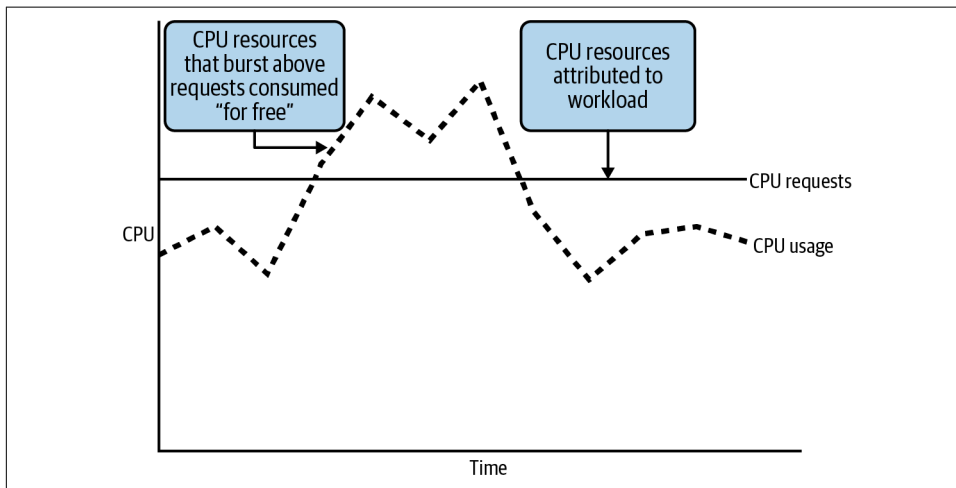 CPU resources
that burst above
requests consumed
“for free”
CPU resources
attributed to
workload
CPU requests
CPU
CPU usage
Time